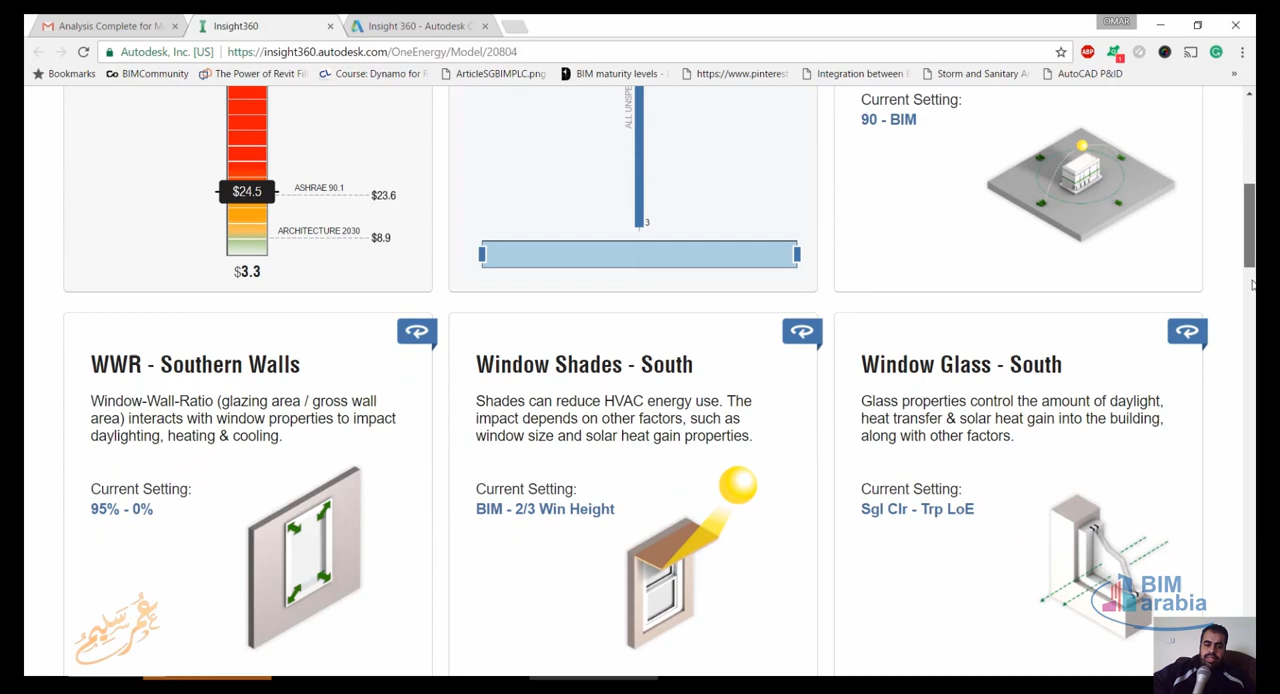 Analysis Complete for M
Insight360
Insight 360 - Autodesk C
OMAR
Autodesk, Inc. [US]
https://insight360.autodesk.com/OneEnergy/Model/20804
ABP
1
Bookmarks
BIMCommunity
The Power of Revit Fil
Course: Dynamo for R
ArticleSGBIMPLC.png
BIM maturity levels -
https://www.pinterest
Integration between
Storm and Sanitary A
AutoCAD P&ID
$24.5
ASHRAE 90.1
$23.6
ARCHITECTURE 2030
$8.9
$3.3
ALL UNSPE
3
Current Setting:
90 - BIM
WWR - Southern Walls
Window-Wall-Ratio (glazing area / gross wall
area) interacts with window properties to impact
daylighting, heating & cooling.
Current Setting:
95% - 0%
Window Shades - South
Shades can reduce HVAC energy use. The
impact depends on other factors, such as
window size and solar heat gain properties.
Current Setting:
BIM - 2/3 Win Height
Window Glass - South
Glass properties control the amount of daylight,
heat transfer & solar heat gain into the building,
along with other factors.
Current Setting:
Sgl Clr - Trp LoE
عُمَر سَلِيم
BIM
arabia